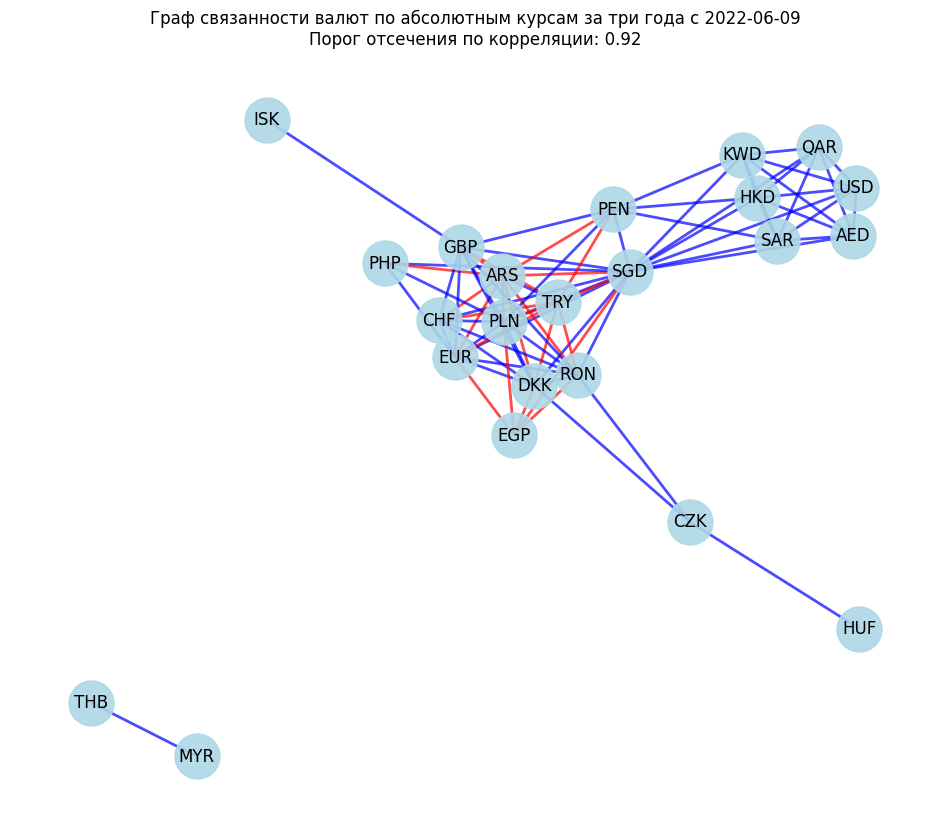 Граф связанности валют по абсолютным курсам за три года с 2022-06-09
Порог отсечения по корреляции: 0.92
ISK
QAR
KWD
USD
HKD
PEN
AED
SAR
GBP
PHP
SGD
ARS
TRY
CHF
PLN
EUR
RON
DKK
EGP
CZK
HUF
THB
MYR